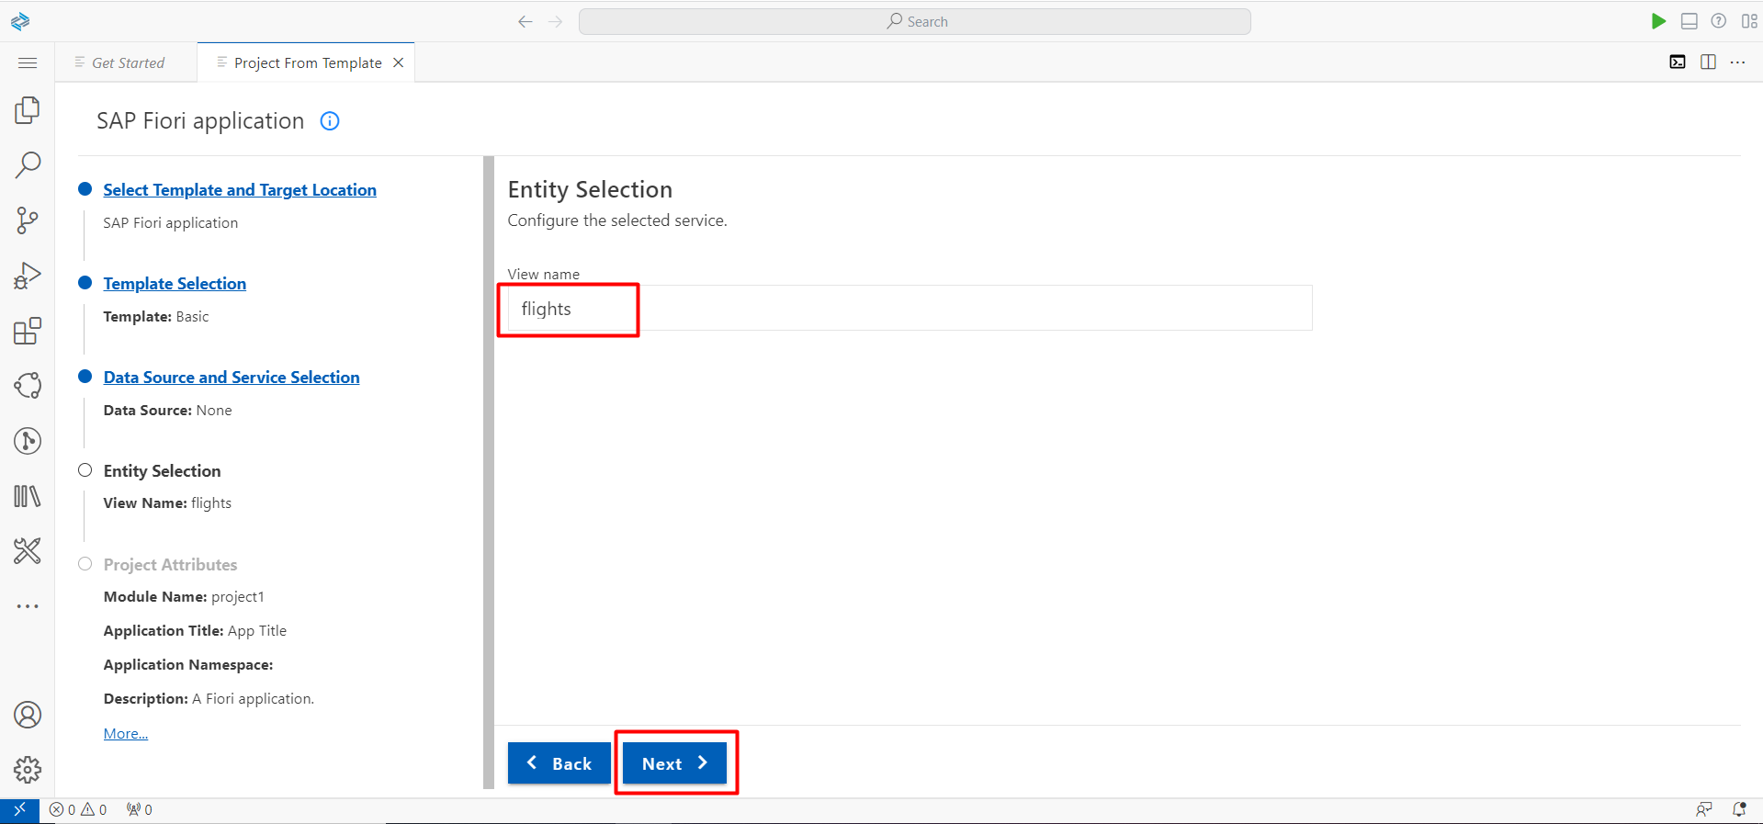 Search
Get Started
Project From Template
SAP Fiori application
Select Template and Target Location
SAP Fiori application
Template Selection
Template: Basic
Data Source and Service Selection
Data Source: None
Entity Selection
View Name: flights
Project Attributes
Module Name: project1
Application Title: App Title
Application Namespace:
Description: A Fiori application.
More...
Entity Selection
Configure the selected service.
View name
flights
Back
Next
0 0 0